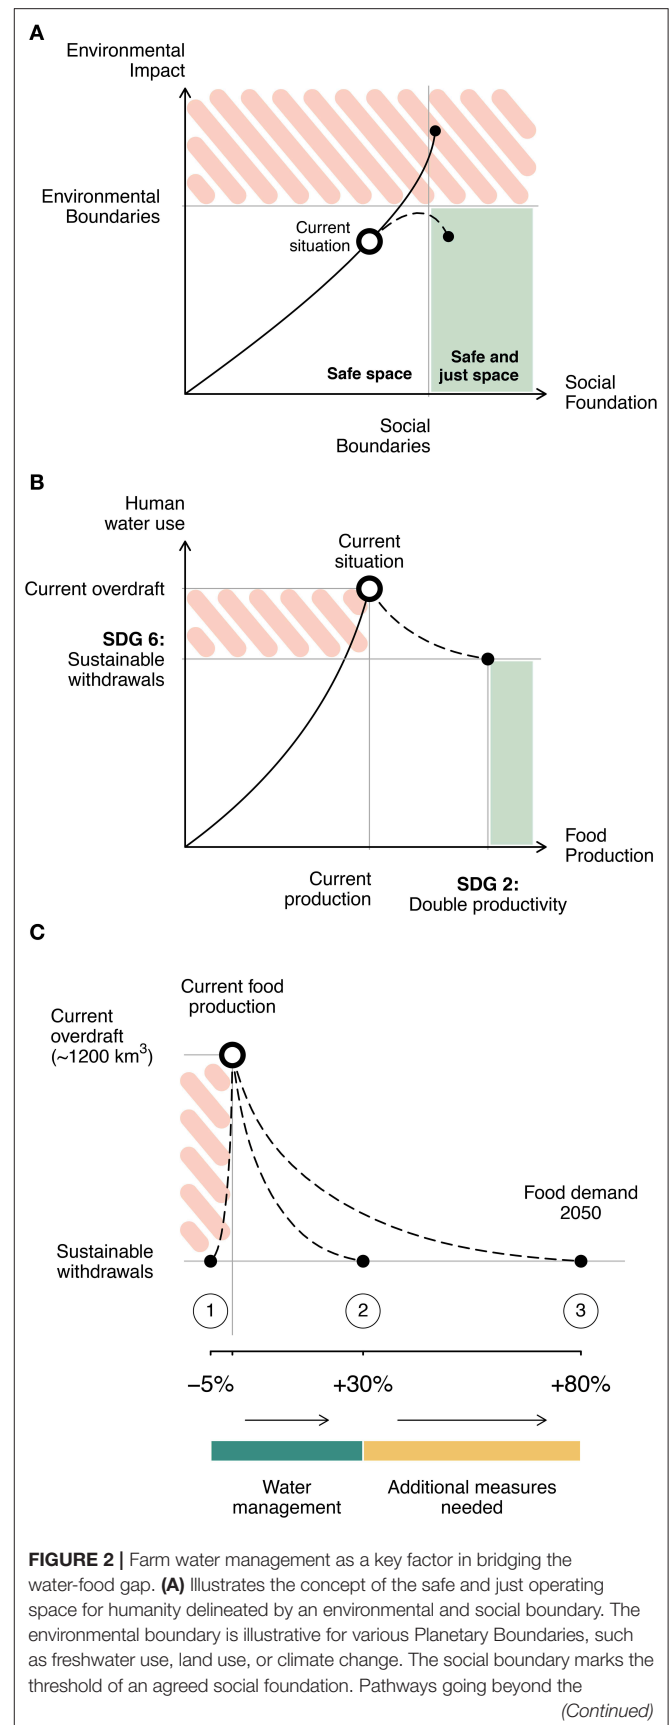 A
Environmental
Impact
Environmental
Boundaries
Current
situation
Safe space
Safe and
just space
Social
Foundation
Social
Boundaries
B
Human
water use
Current
situation
Current overdraft
SDG 6:
Sustainable
withdrawals
Food
Production
Current
production
SDG 2:
Double productivity
C
Current food
production
Current
overdraft
(~1200 km³)
Food demand
2050
Sustainable
withdrawals
1 2 3
−5% +30% +80%
Water
management
Additional measures
needed
FIGURE 2 | Farm water management as a key factor in bridging the
water-food gap. (A) Illustrates the concept of the safe and just operating
space for humanity delineated by an environmental and social boundary. The
environmental boundary is illustrative for various Planetary Boundaries, such
as freshwater use, land use, or climate change. The social boundary marks the
threshold of an agreed social foundation. Pathways going beyond the
(Continued)